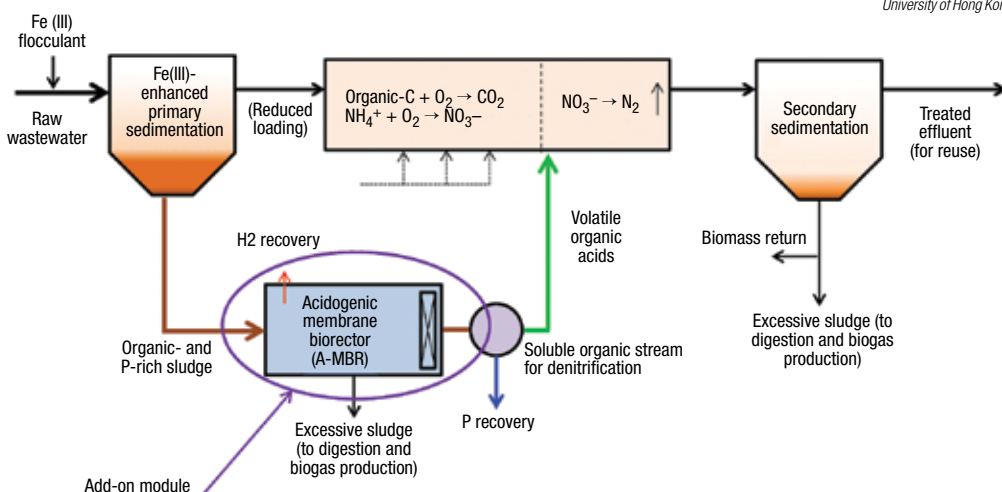 University of Hong Kon
Fe (III)
flocculant
Raw
wastewater
Fe(III)-
enhanced
primary
sedimentation
(Reduced
loading)
Organic-C + O₂ → CO₂
NH₄⁺ + O₂ → NO₃–
NO₃⁻ → N₂
Secondary
sedimentation
Treated
effluent
(for reuse)
Volatile
organic
acids
Biomass return
Excessive sludge (to
digestion and biogas
production)
H2 recovery
Acidogenic
membrane
biorector
(A-MBR)
Organic- and
P-rich sludge
Soluble organic stream
for denitrification
P recovery
Excessive sludge
(to digestion and
biogas production)
Add-on module